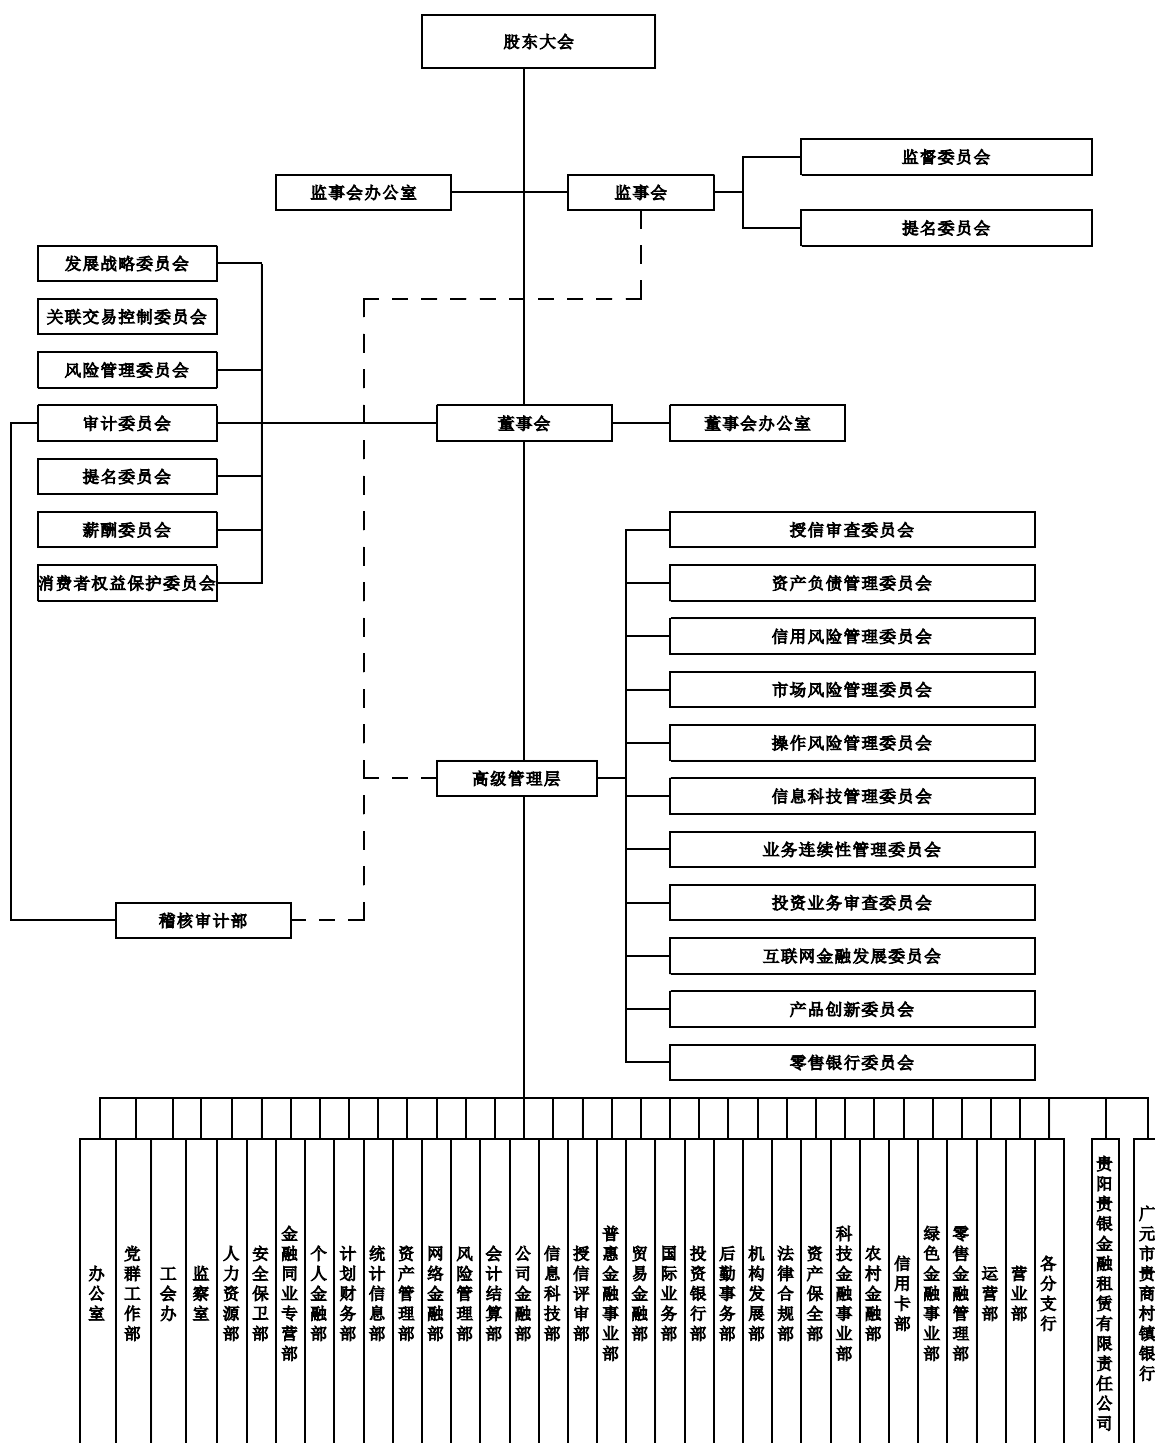 股东大会
监督委员会
监事会办公室
监事会
提名委员会
发展战略委员会
关联交易控制委员会
风险管理委员会
审计委员会
董事会
董事会办公室
提名委员会
薪酬委员会
消费者权益保护委员会
授信审查委员会
资产负债管理委员会
信用风险管理委员会
市场风险管理委员会
操作风险管理委员会
高级管理层
信息科技管理委员会
业务连续性管理委员会
投资业务审查委员会
稽核审计部
互联网金融发展委员会
产品创新委员会
零售银行委员会
办公室
党群工作部
工会办
监察室
人力资源部
安全保卫部
金融同业专营部
个人金融部
计划财务部
统计信息部
资产管理部
网络金融部
风险管理部
会计结算部
公司金融部
信息科技部
授信评审部
普惠金融事业部
贸易金融部
国际业务部
投资银行部
后勤事务部
机构发展部
法律合规部
资产保全部
科技金融事业部
农村金融部
信用卡部
绿色金融事业部
零售金融管理部
运营部
营业部
各分支行
贵阳贵银金融租赁有限责任公司
广元市贵商村镇银行